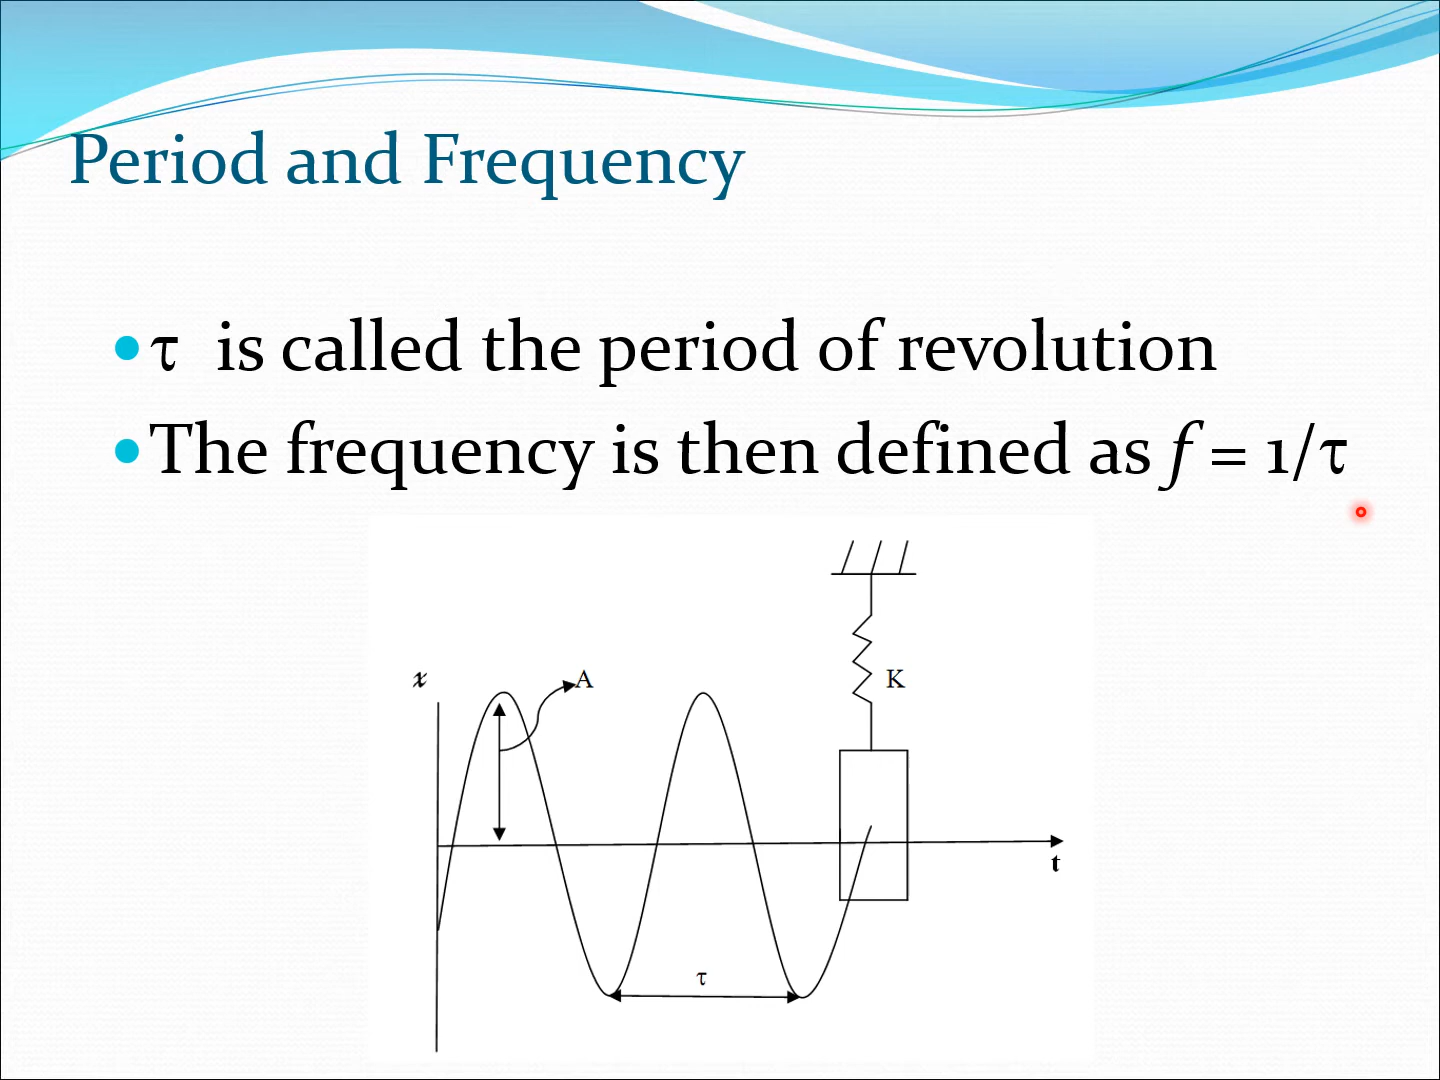 Period and Frequency
τ is called the period of revolution
The frequency is then defined as f = 1/τ
x
A
K
t
τ